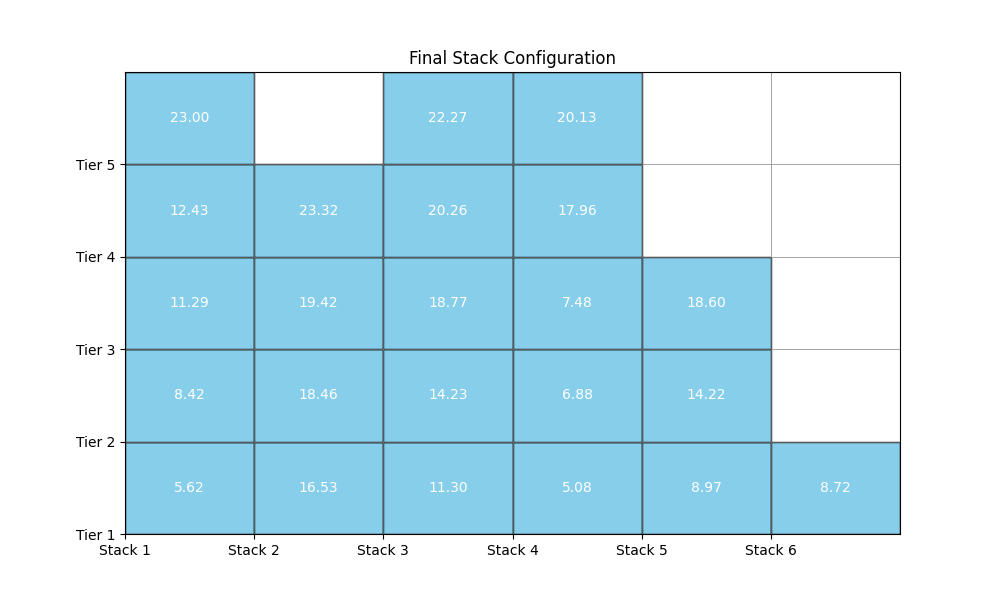 Final Stack Configuration
23.00 22.27 20.13
Tier 5
12.43 23.32 20.26 17.96
Tier 4
11.29 19.42 18.77 7.48 18.60
Tier 3
8.42 18.46 14.23 6.88 14.22
Tier 2
5.62 16.53 11.30 5.08 8.97 8.72
Tier 1
Stack 1 Stack 2 Stack 3 Stack 4 Stack 5 Stack 6